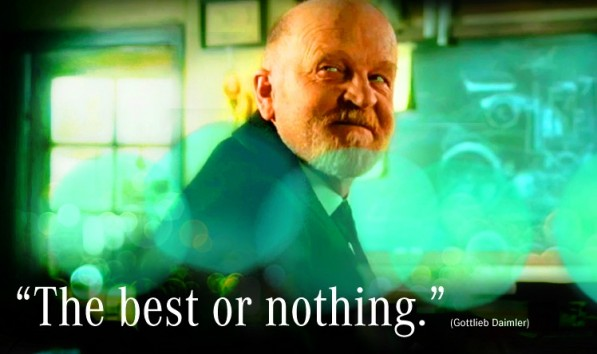 “The best or nothing.” (Gottlieb Daimler)